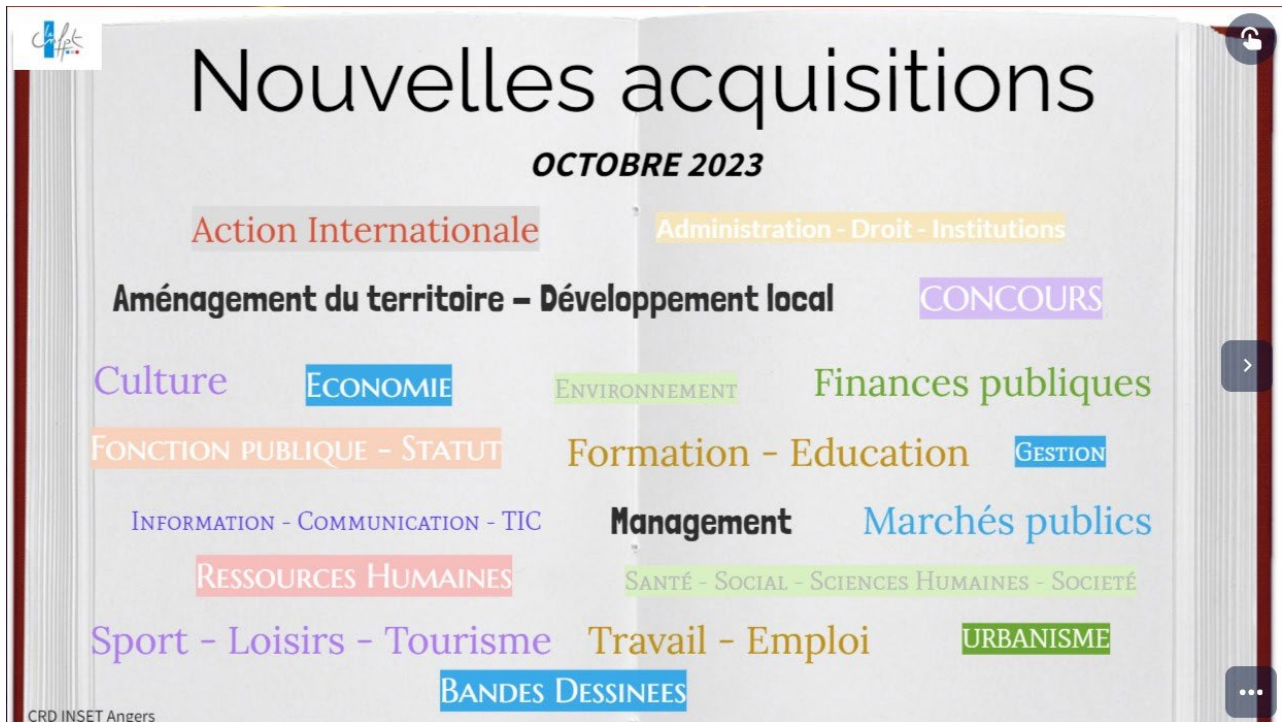 cnfpt
Nouvelles acquisitions
OCTOBRE 2023
Action Internationale
Administration - Droit - Institutions
Aménagement du territoire – Développement local
CONCOURS
Culture
ECONOMIE
ENVIRONNEMENT
Finances publiques
FONCTION PUBLIQUE - STATUT
Formation - Education
GESTION
INFORMATION - COMMUNICATION - TIC
Management
Marchés publics
RESSOURCES HUMAINES
SANTÉ - SOCIAL - SCIENCES HUMAINES - SOCIETÉ
Sport - Loisirs - Tourisme
Travail - Emploi
URBANISME
BANDES DESSINEES
CRD INSET Angers